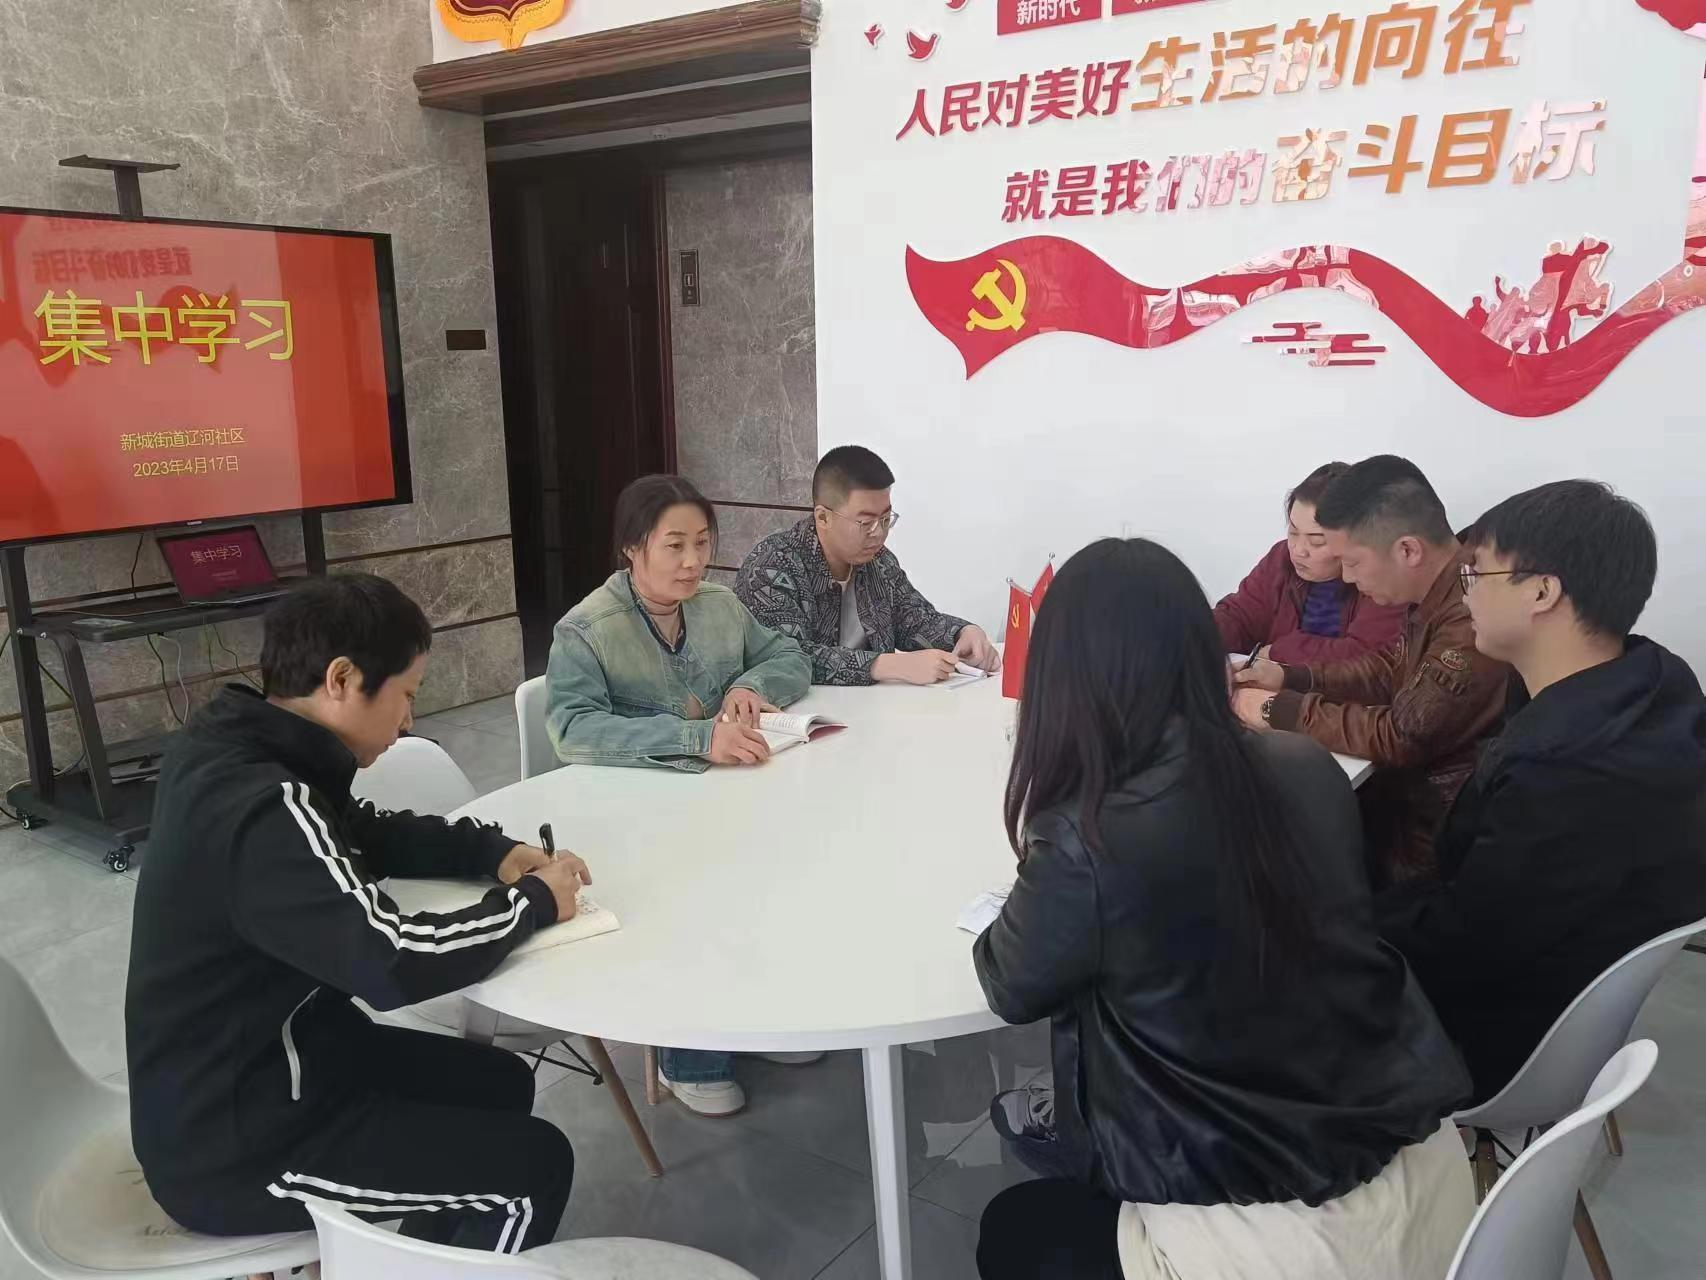 新时代
人民对美好生活的向往
就是我们的奋斗目标
集中学习
新城街道辽河社区
2023年4月17日
集中学习